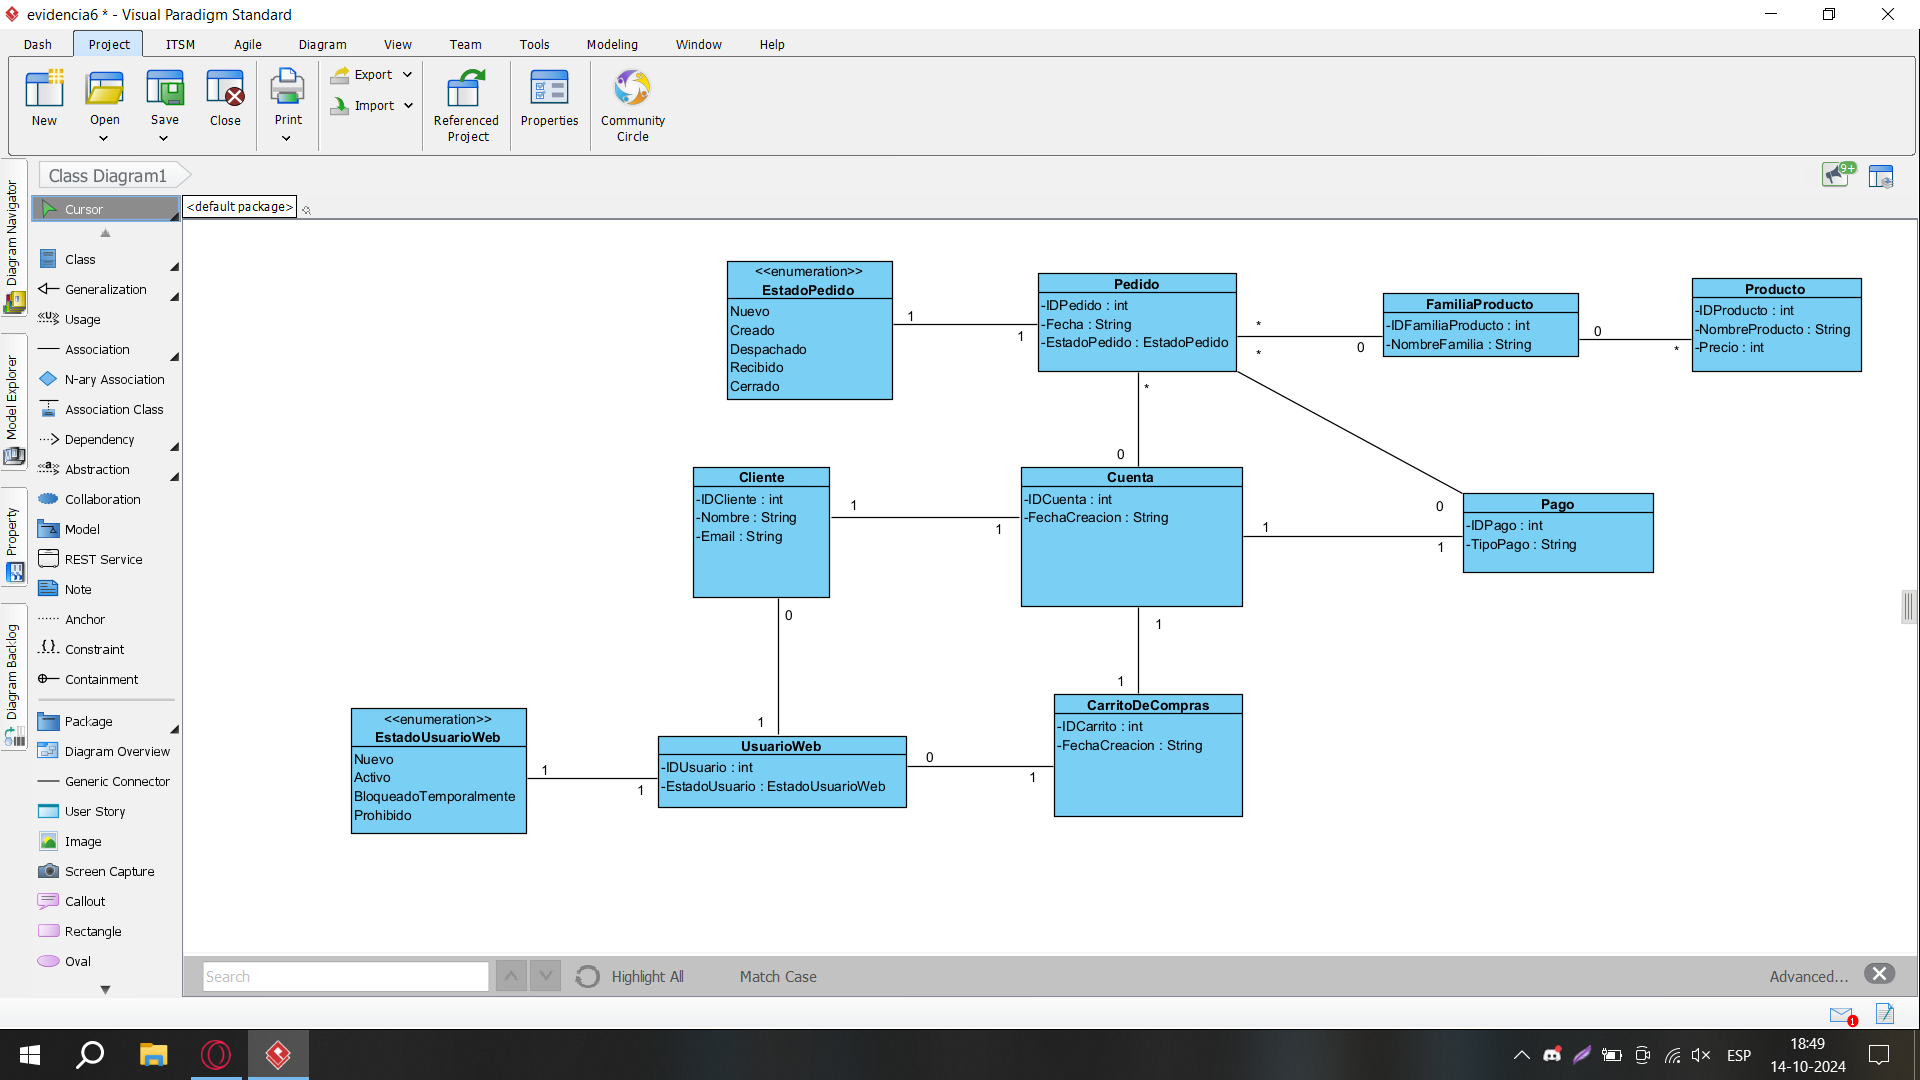 evidencia6 * - Visual Paradigm Standard
Dash Project ITSM Agile Diagram View Team Tools Modeling Window Help
New
Open
Save
Close
Print
Export
Import
Referenced
Project
Properties
Community
Circle
Class Diagram1
9+
<default package>
Diagram Navigator
Model Explorer
Property
Diagram Backlog
Cursor
Class
Generalization
<<U>> Usage
Association
N-ary Association
Association Class
Dependency
<<a>> Abstraction
Collaboration
Model
REST Service
Note
Anchor
{} Constraint
Containment
Package
Diagram Overview
Generic Connector
User Story
Image
Screen Capture
Callout
Rectangle
Oval
<<enumeration>>
EstadoPedido
Nuevo
Creado
Despachado
Recibido
Cerrado
1
1
Pedido
-IDPedido : int
-Fecha : String
-EstadoPedido : EstadoPedido
*
*
0
FamiliaProducto
-IDFamiliaProducto : int
-NombreFamilia : String
0
*
Producto
-IDProducto : int
-NombreProducto : String
-Precio : int
*
0
Cliente
-IDCliente : int
-Nombre : String
-Email : String
1
1
Cuenta
-IDCuenta : int
-FechaCreacion : String
0
1
1
Pago
-IDPago : int
-TipoPago : String
0
1
1
1
<<enumeration>>
EstadoUsuarioWeb
Nuevo
Activo
BloqueadoTemporalmente
Prohibido
1
1
UsuarioWeb
-IDUsuario : int
-EstadoUsuario : EstadoUsuarioWeb
0
1
CarritoDeCompras
-IDCarrito : int
-FechaCreacion : String
Search
Highlight All
Match Case
Advanced...
1
ESP
18:49
14-10-2024